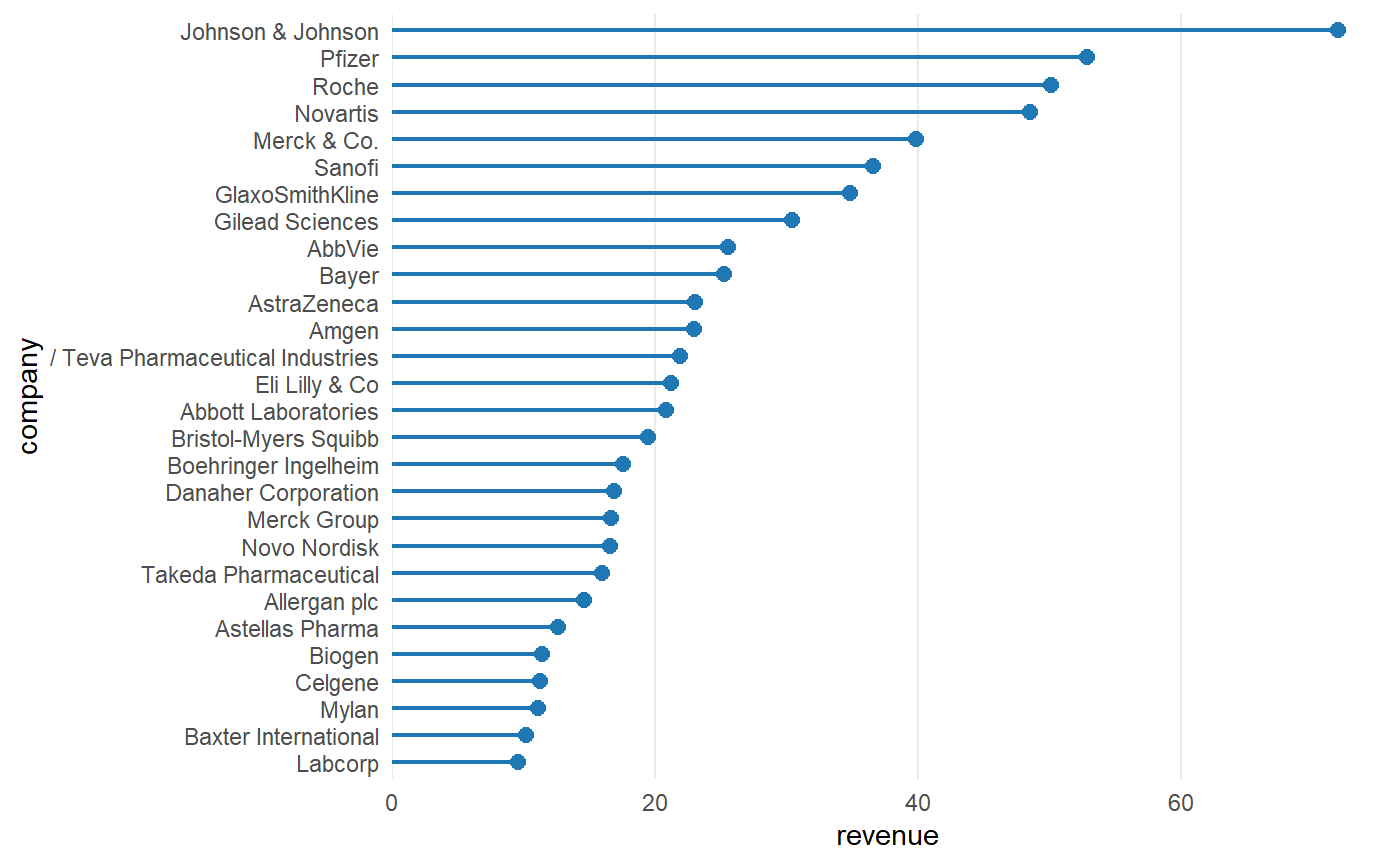 Johnson & Johnson
Pfizer
Roche
Novartis
Merck & Co.
Sanofi
GlaxoSmithKline
Gilead Sciences
AbbVie
Bayer
AstraZeneca
Amgen
/ Teva Pharmaceutical Industries
Eli Lilly & Co
Abbott Laboratories
Bristol-Myers Squibb
Boehringer Ingelheim
Danaher Corporation
Merck Group
Novo Nordisk
Takeda Pharmaceutical
Allergan plc
Astellas Pharma
Biogen
Celgene
Mylan
Baxter International
Labcorp
company
0 20 40 60
revenue